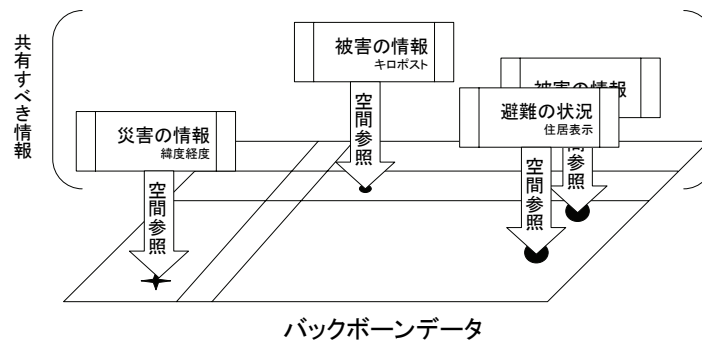 共有すべき情報
被害の情報
キロポスト
空間参照
被害の情報
空間参照
避難の状況
住居表示
空間参照
災害の情報
緯度経度
空間参照
バックボーンデータ